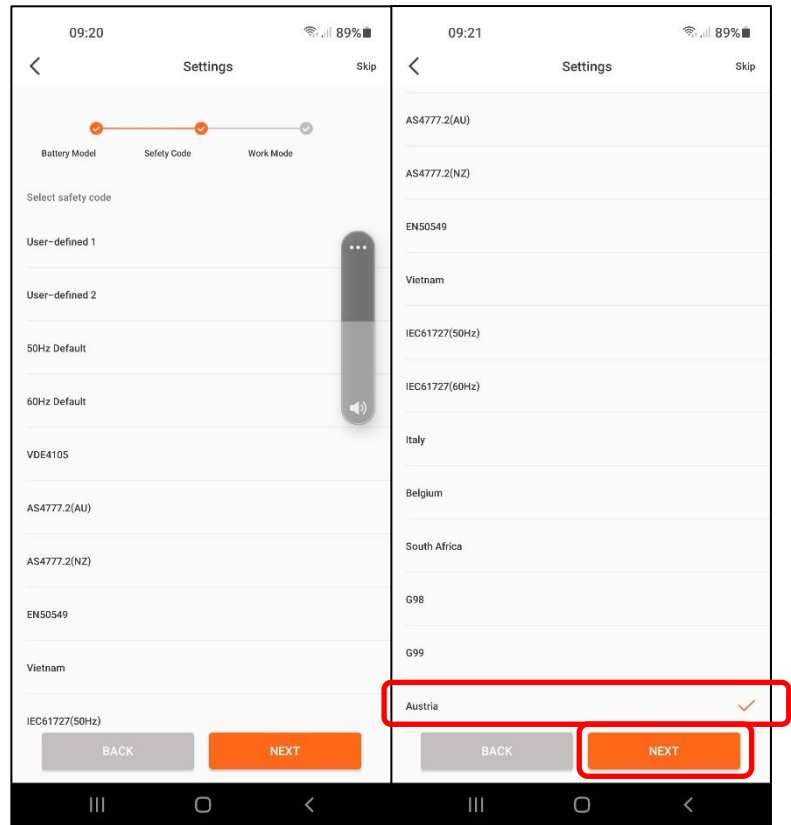 09:20 89%
Settings Skip
Battery Model Sefety Code Work Mode
Select safety code
User-defined 1
User-defined 2
50Hz Default
60Hz Default
VDE4105
AS4777.2(AU)
AS4777.2(NZ)
EN50549
Vietnam
IEC61727(50Hz)
BACK NEXT
09:21 89%
Settings Skip
AS4777.2(AU)
AS4777.2(NZ)
EN50549
Vietnam
IEC61727(50Hz)
IEC61727(60Hz)
Italy
Belgium
South Africa
G98
G99
Austria
BACK NEXT